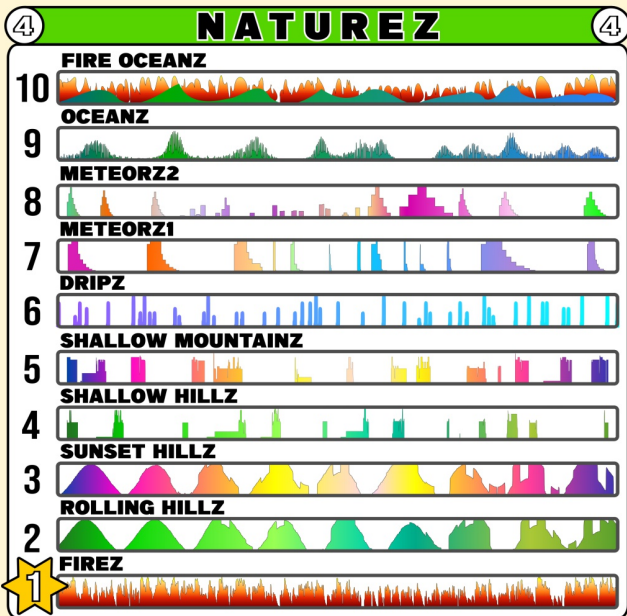 4 NATUREZ 4
FIRE OCEANZ
10
OCEANZ
9
METEORZ2
8
METEORZ1
7
DRIPZ
6
SHALLOW MOUNTAINZ
5
SHALLOW HILLZ
4
SUNSET HILLZ
3
ROLLING HILLZ
2
FIREZ
1